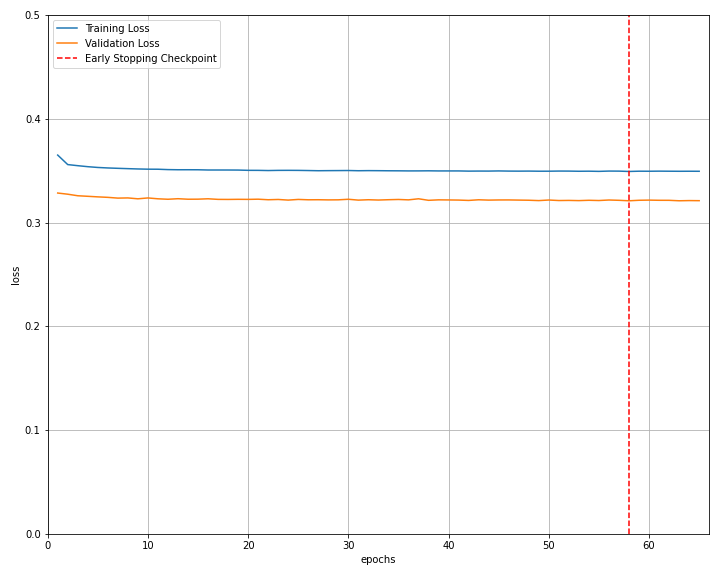 0.5
Training Loss
Validation Loss
Early Stopping Checkpoint
0.4
0.3
loss
0.2
0.1
0.0
0 10 20 30 40 50 60
epochs